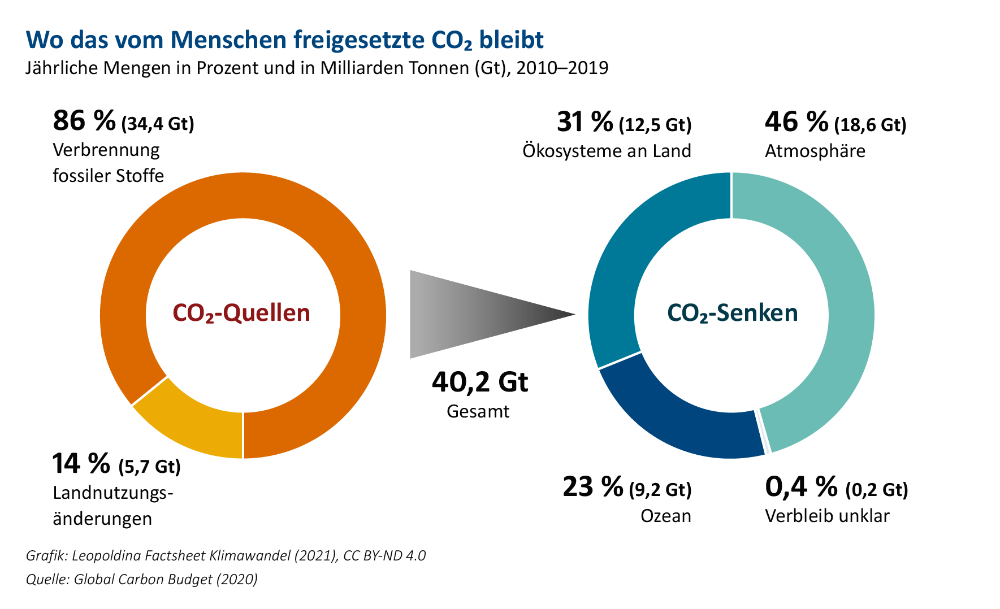 Wo das vom Menschen freigesetzte CO₂ bleibt
Jährliche Mengen in Prozent und in Milliarden Tonnen (Gt), 2010–2019
86 % (34,4 Gt)
Verbrennung
fossiler Stoffe
CO₂-Quellen
14 % (5,7 Gt)
Landnutzungs-
änderungen
40,2 Gt
Gesamt
31 % (12,5 Gt)
Ökosysteme an Land
46 % (18,6 Gt)
Atmosphäre
CO₂-Senken
23 % (9,2 Gt)
Ozean
0,4 % (0,2 Gt)
Verbleib unklar
Grafik: Leopoldina Factsheet Klimawandel (2021), CC BY-ND 4.0
Quelle: Global Carbon Budget (2020)